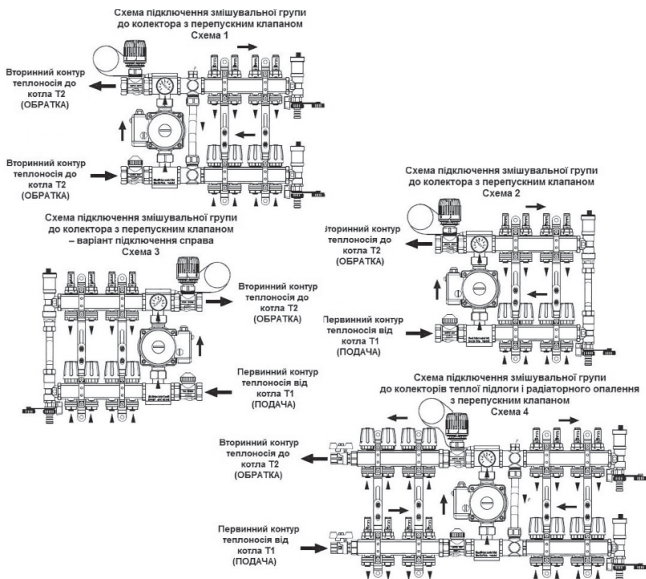 Схема підключення змішувальної групи
до колектора з перепускним клапаном
Схема 1
Вторинний контур
теплоносія до
котла Т2
(ОБРАТКА)
Вторинний контур
теплоносія до
котла Т2
(ОБРАТКА)
Схема підключення змішувальної групи
до колектора з перепускним клапаном
Схема 2
торинний контур
теплоносія до
котла Т2
(ОБРАТКА)
Первинний контур
теплоносія від
котла Т1
(ПОДАЧА)
Схема підключення змішувальної групи
до колектора з перепускним клапаном
– варіант підключення справа
Схема 3
Вторинний контур
теплоносія до
котла Т2
(ОБРАТКА)
Первинний контур
теплоносія від
котла Т1
(ПОДАЧА)
Схема підключення змішувальної групи
до колекторів теплої підлоги і радіаторного опалення
з перепускним клапаном
Схема 4
Вторинний контур
теплоносія до
котла Т2
(ОБРАТКА)
Первинний контур
теплоносія від
котла Т1
(ПОДАЧА)